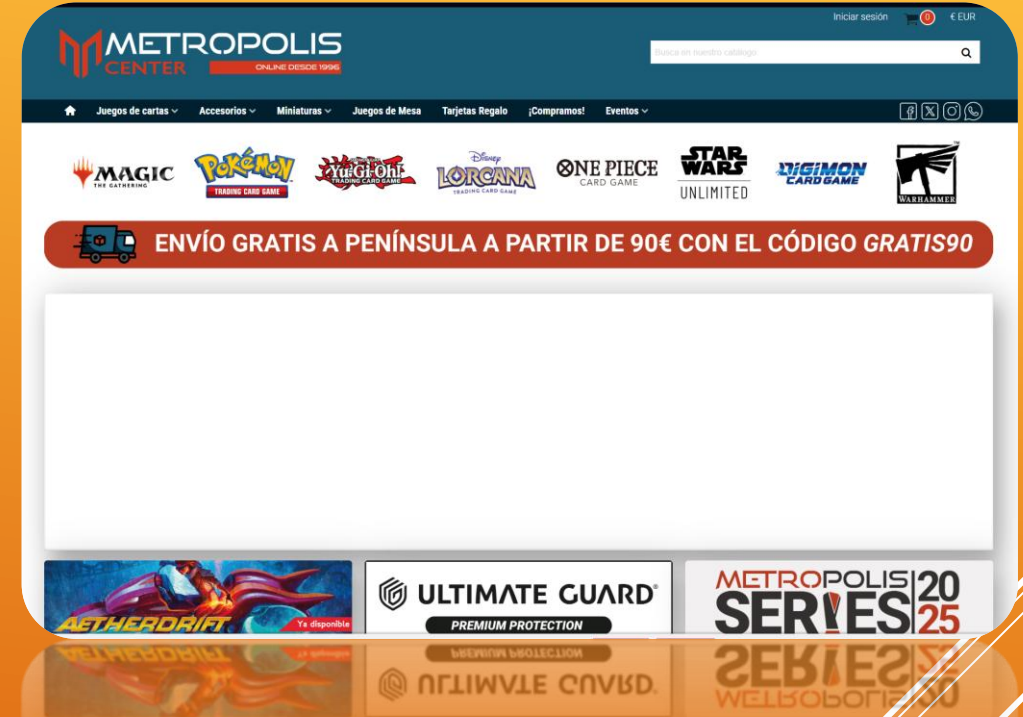 Iniciar sesión 0 € EUR
METROPOLIS
CENTER
ONLINE DESDE 1996
Busca en nuestro catálogo
Juegos de cartas Accesorios Miniaturas Juegos de Mesa Tarjetas Regalo ¡Compramos! Eventos
MAGIC
THE GATHERING
Pokémon
TRADING CARD GAME
Yu-Gi-Oh!
TRADING CARD GAME
Disney
LORCANA
TRADING CARD GAME
ONE PIECE
CARD GAME
STAR
WARS
UNLIMITED
DIGIMON
CARD GAME
WARHAMMER
ENVÍO GRATIS A PENÍNSULA A PARTIR DE 90€ CON EL CÓDIGO GRATIS90
AETHERDRIFT
Ya disponible
ULTIMATE GUARD
PREMIUM PROTECTION
METROPOLIS
SERIES
20
25